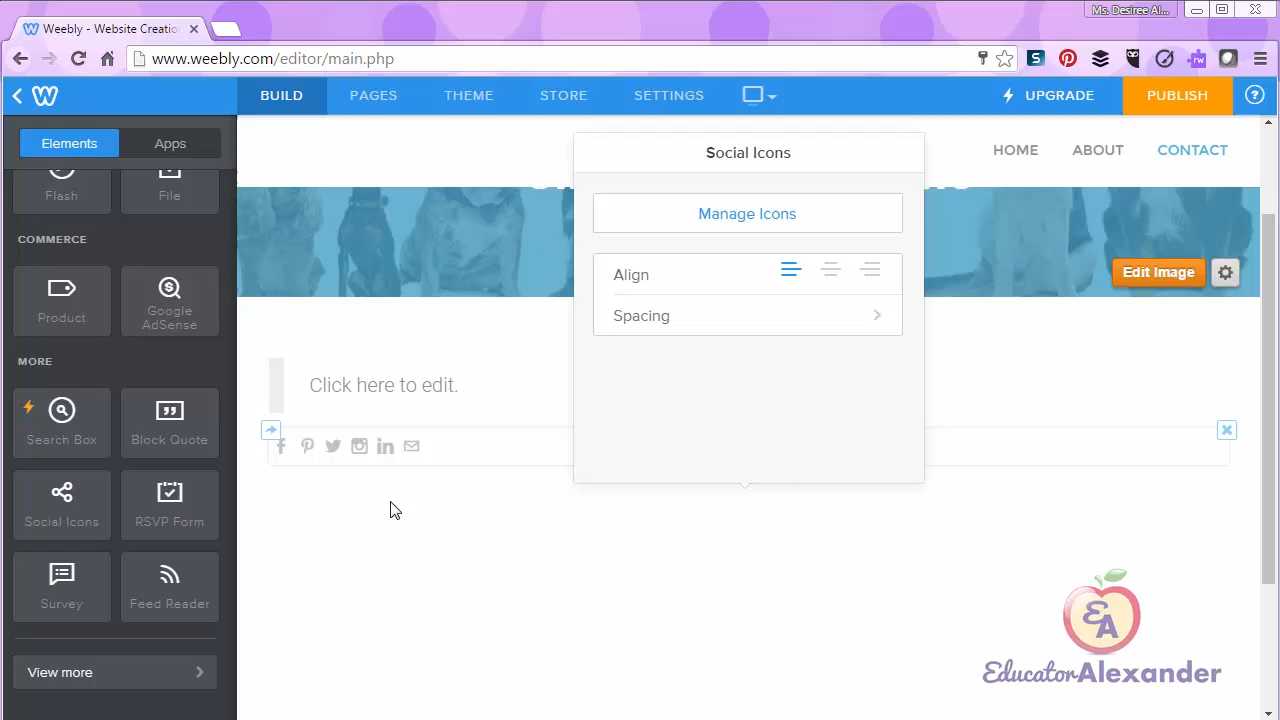 Ms. Desiree Al...
Weebly - Website Creation
www.weebly.com/editor/main.php
BUILD
PAGES
THEME
STORE
SETTINGS
UPGRADE
PUBLISH
Elements
Apps
Social Icons
HOME
ABOUT
CONTACT
Flash
File
Manage Icons
COMMERCE
Edit Image
Align
Product
Google
AdSense
Spacing
MORE
Click here to edit.
Search Box
Block Quote
Social Icons
RSVP Form
Survey
Feed Reader
EA
EducatorAlexander
View more